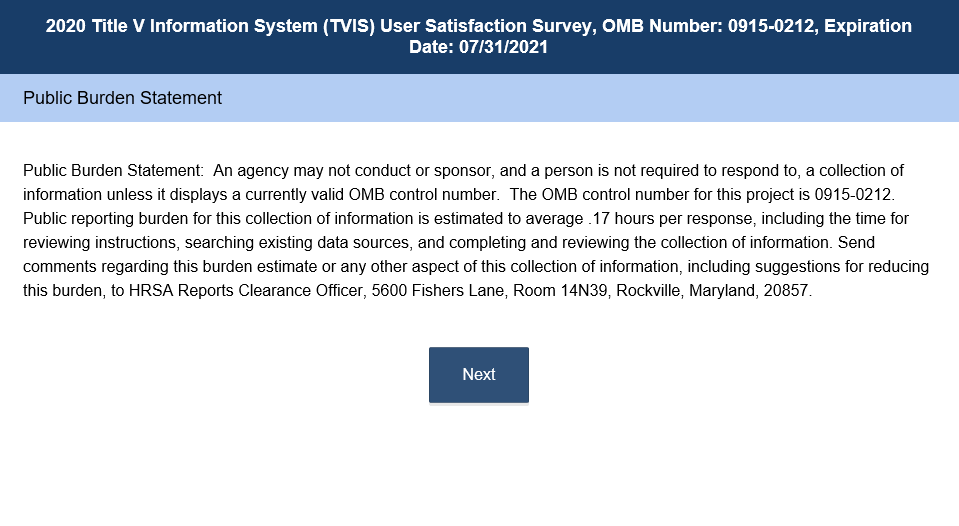 2020 Title V Information System (TVIS) User Satisfaction Survey, OMB Number: 0915-0212, Expiration
Date: 07/31/2021
Public Burden Statement
Public Burden Statement:  An agency may not conduct or sponsor, and a person is not required to respond to, a collection of
information unless it displays a currently valid OMB control number.  The OMB control number for this project is 0915-0212.
Public reporting burden for this collection of information is estimated to average .17 hours per response, including the time for
reviewing instructions, searching existing data sources, and completing and reviewing the collection of information. Send
comments regarding this burden estimate or any other aspect of this collection of information, including suggestions for reducing
this burden, to HRSA Reports Clearance Officer, 5600 Fishers Lane, Room 14N39, Rockville, Maryland, 20857.
Next